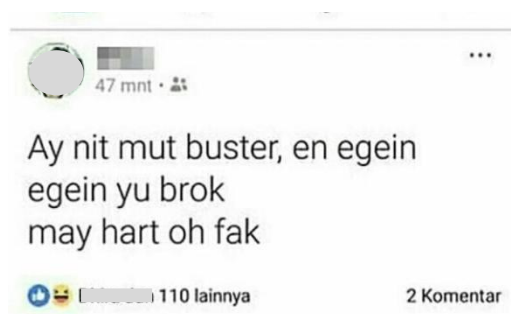 47 mnt
Ay nit mut buster, en egein
egein yu brok
may hart oh fak
110 lainnya
2 Komentar